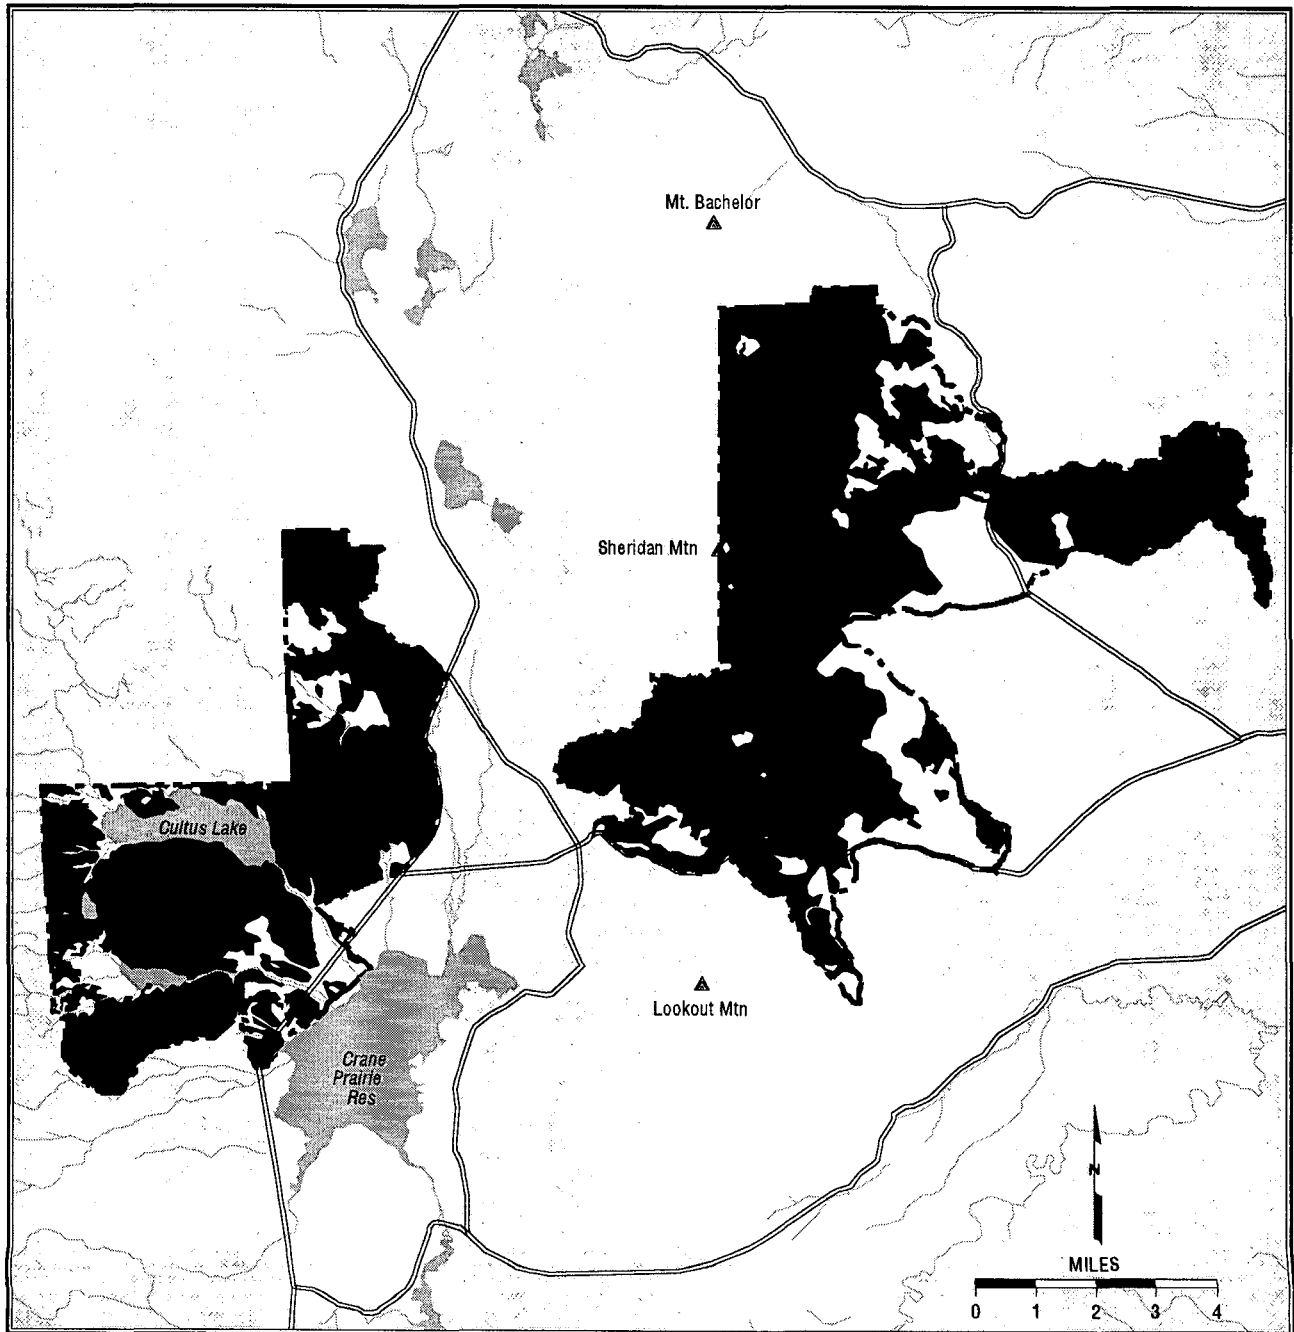 Mt. Bachelor
Sheridan Mtn
Cultus Lake
Lookout Mtn
Crane
Prairie
Res
N
MILES
0 1 2 3 4